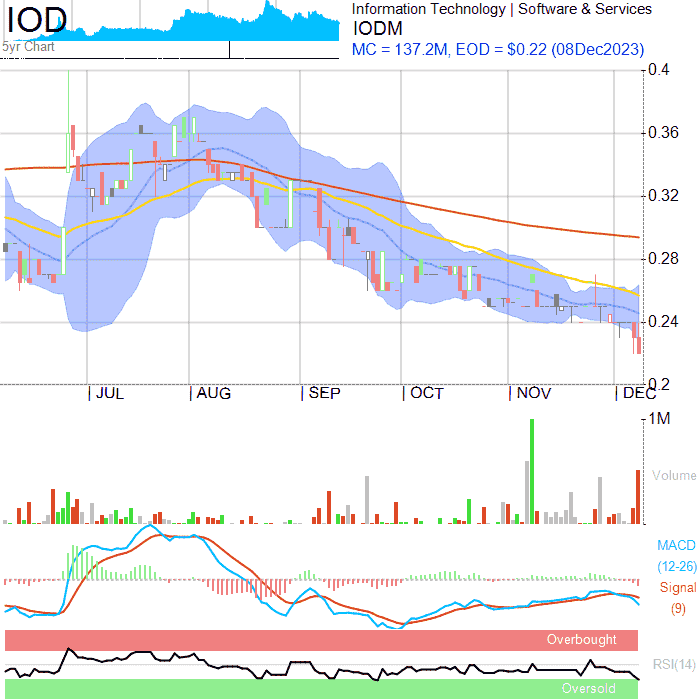 IOD
5yr Chart
Information Technology | Software & Services
IODM
MC = 137.2M, EOD = $0.22 (08Dec2023)
0.4
0.36
0.32
0.28
0.24
0.2
JUL AUG SEP OCT NOV DEC
1M
Volume
MACD
(12-26)
Signal
(9)
Overbought
RSI(14)
Oversold